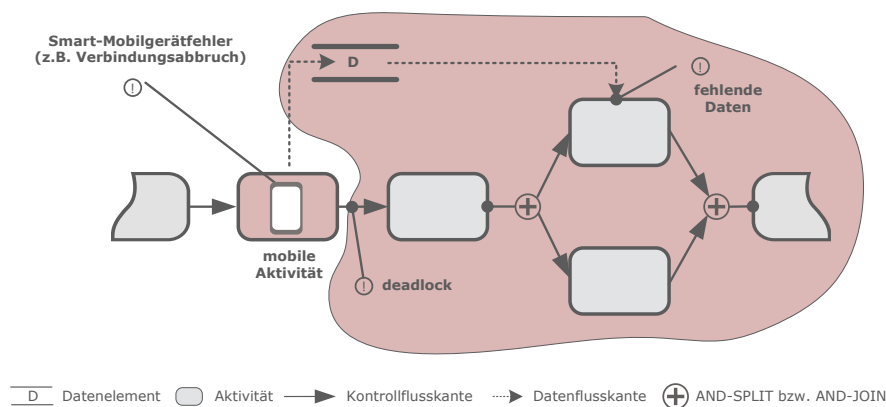 Smart-Mobilgerätfehler
(z.B. Verbindungsabbruch)
!
D
!
fehlende
Daten
mobile
Aktivität
! deadlock
D Datenelement Aktivität Kontrollflusskante Datenflusskante AND-SPLIT bzw. AND-JOIN